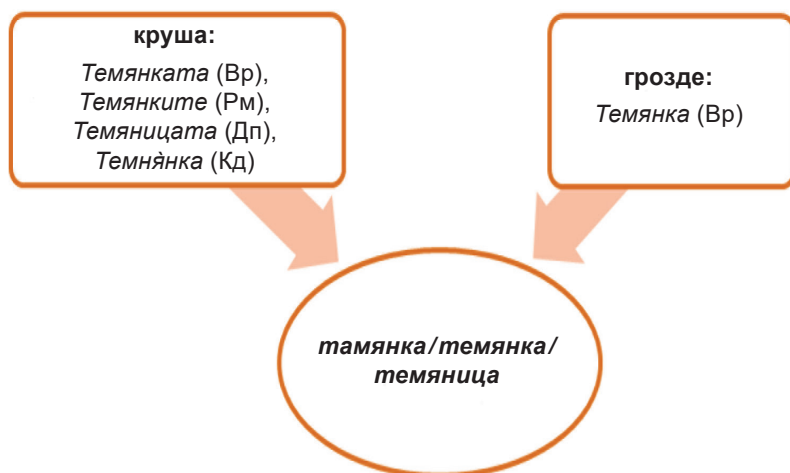 круша:
Темянката (Вр),
Темянките (Рм),
Темяницата (Дп),
Темня̀нка (Кд)
грозде:
Темянка (Вр)
тамянка/темянка/
темяница